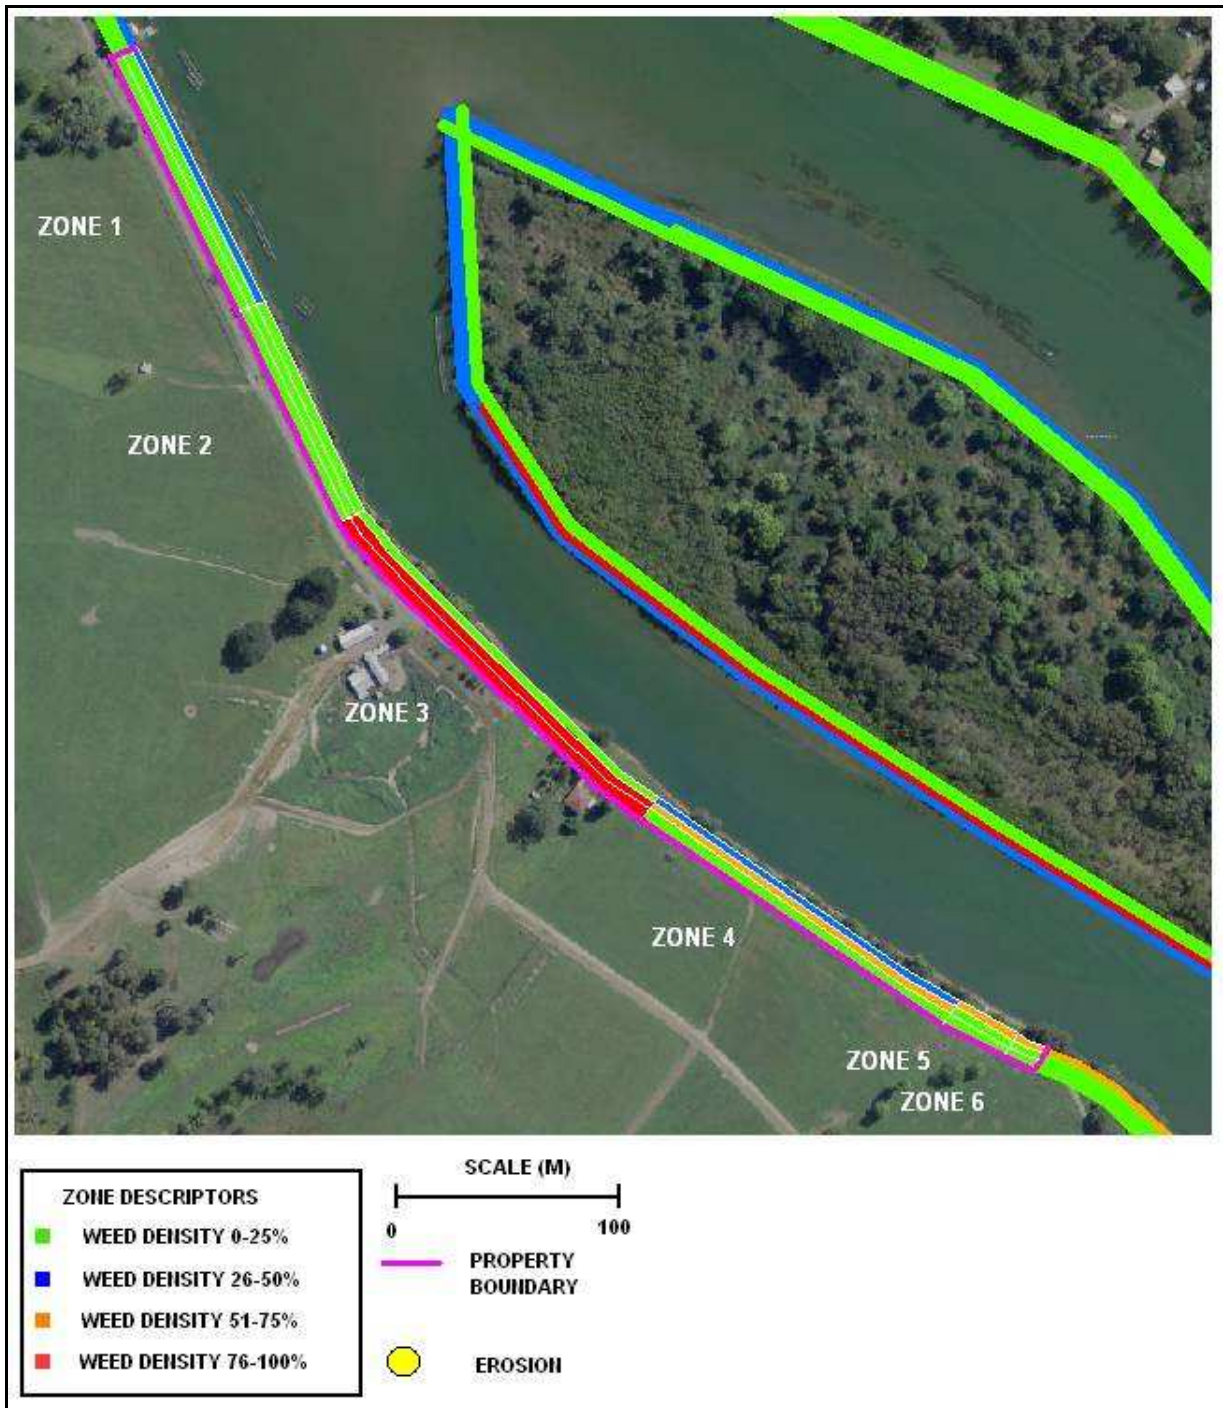 ZONE 1
ZONE 2
ZONE 3
ZONE 4
ZONE 5
ZONE 6
ZONE DESCRIPTORS
WEED DENSITY 0-25%
WEED DENSITY 26-50%
WEED DENSITY 51-75%
WEED DENSITY 76-100%
SCALE (M)
0 100
PROPERTY
BOUNDARY
EROSION